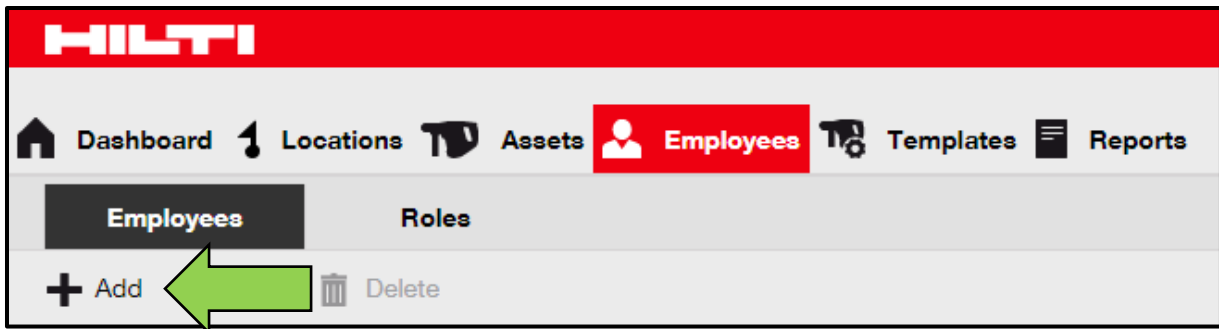 HILTI
Dashboard Locations Assets Employees Templates Reports
Employees Roles
Add Delete